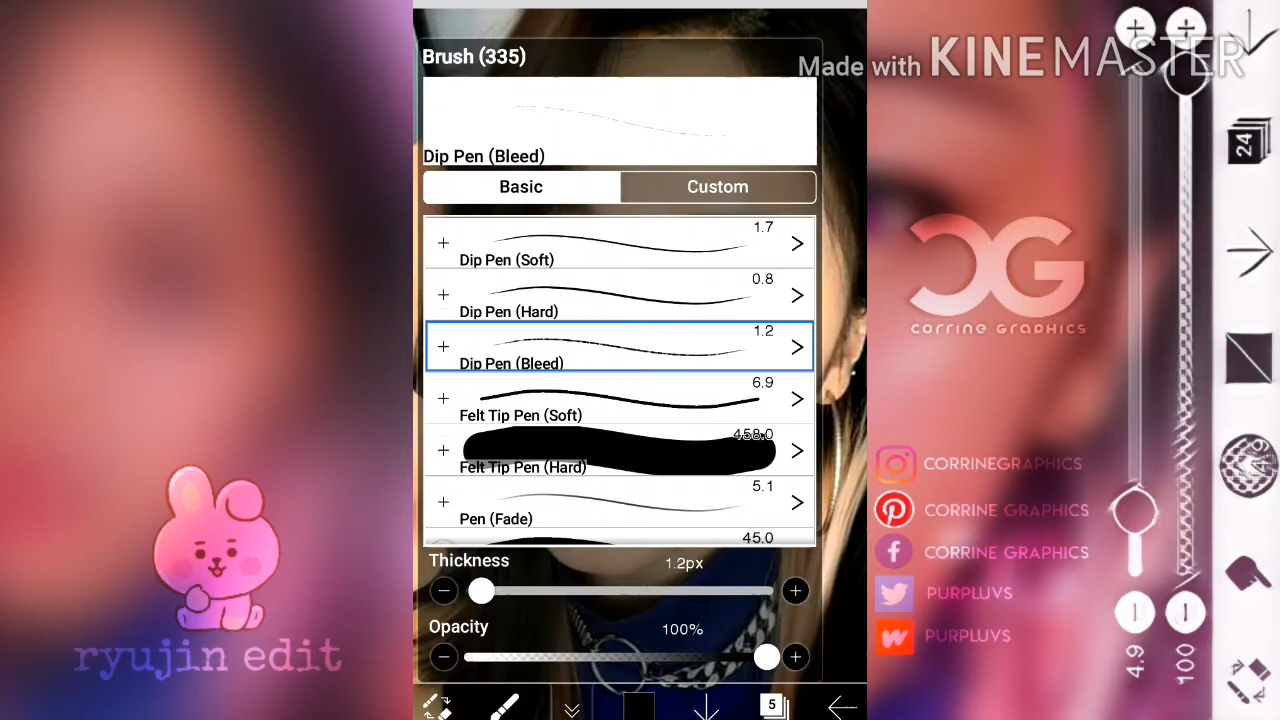 Brush (335)
Made with KINEMASTER
Dip Pen (Bleed)
Basic
Custom
1.7
Dip Pen (Soft)
0.8
Dip Pen (Hard)
1.2
Dip Pen (Bleed)
6.9
Felt Tip Pen (Soft)
458.0
Felt Tip Pen (Hard)
5.1
Pen (Fade)
45.0
Thickness
1.2px
Opacity
100%
5
ryujin edit
CG
CORRINE GRAPHICS
CORRINEGRAPHICS
CORRINE GRAPHICS
CORRINE GRAPHICS
PURPLUVS
PURPLUVS
4.9
100
24